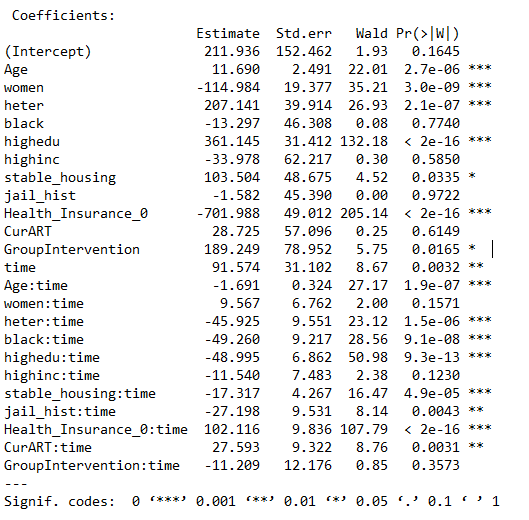 Coefficients:
Estimate Std.err Wald Pr(>|W|)
(Intercept) 211.936 152.462 1.93 0.1645
Age 11.690 2.491 22.01 2.7e-06 ***
women -114.984 19.377 35.21 3.0e-09 ***
heter 207.141 39.914 26.93 2.1e-07 ***
black -13.297 46.308 0.08 0.7740
highedu 361.145 31.412 132.18 < 2e-16 ***
highinc -33.978 62.217 0.30 0.5850
stable_housing 103.504 48.675 4.52 0.0335 *
jail_hist -1.582 45.390 0.00 0.9722
Health_Insurance_0 -701.988 49.012 205.14 < 2e-16 ***
CurART 28.725 57.096 0.25 0.6149
GroupIntervention 189.249 78.952 5.75 0.0165 *
time 91.574 31.102 8.67 0.0032 **
Age:time -1.691 0.324 27.17 1.9e-07 ***
women:time 9.567 6.762 2.00 0.1571
heter:time -45.925 9.551 23.12 1.5e-06 ***
black:time -49.260 9.217 28.56 9.1e-08 ***
highedu:time -48.995 6.862 50.98 9.3e-13 ***
highinc:time -11.540 7.483 2.38 0.1230
stable_housing:time -17.317 4.267 16.47 4.9e-05 ***
jail_hist:time -27.198 9.531 8.14 0.0043 **
Health_Insurance_0:time 102.116 9.836 107.79 < 2e-16 ***
CurART:time 27.593 9.322 8.76 0.0031 **
GroupIntervention:time -11.209 12.176 0.85 0.3573
---
Signif. codes: 0 ‘***’ 0.001 ‘**’ 0.01 ‘*’ 0.05 ‘.’ 0.1 ‘ ’ 1